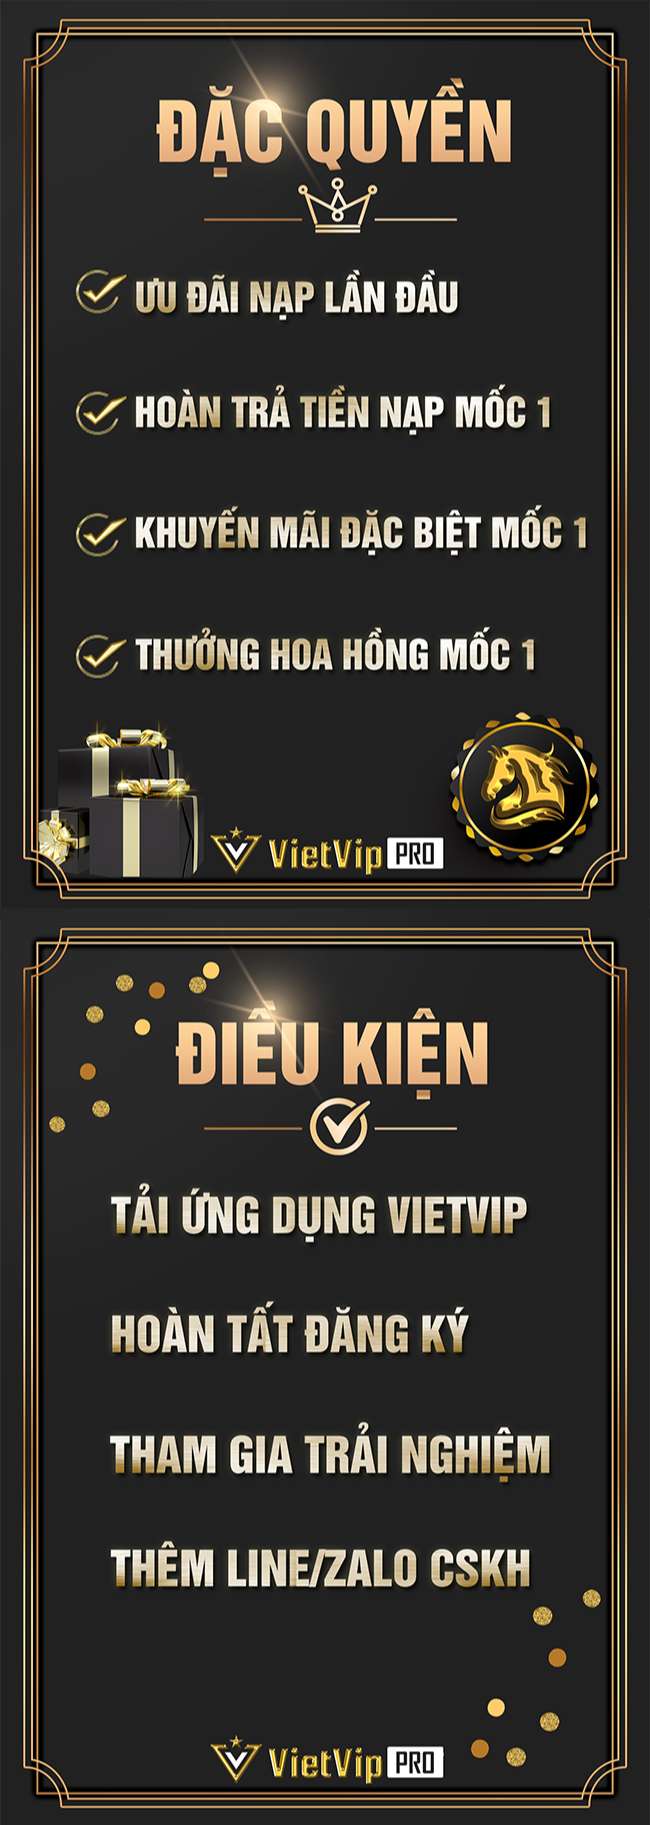 ĐẶC QUYỀN
ƯU ĐÃI NẠP LẦN ĐẦU
HOÀN TRẢ TIỀN NẠP MỐC 1
KHUYẾN MÃI ĐẶC BIỆT MỐC 1
THƯỞNG HOA HỒNG MỐC 1
VietVip PRO
ĐIỀU KIỆN
TẢI ỨNG DỤNG VIETVIP
HOÀN TẤT ĐĂNG KÝ
THAM GIA TRẢI NGHIỆM
THÊM LINE/ZALO CSKH
VietVip PRO